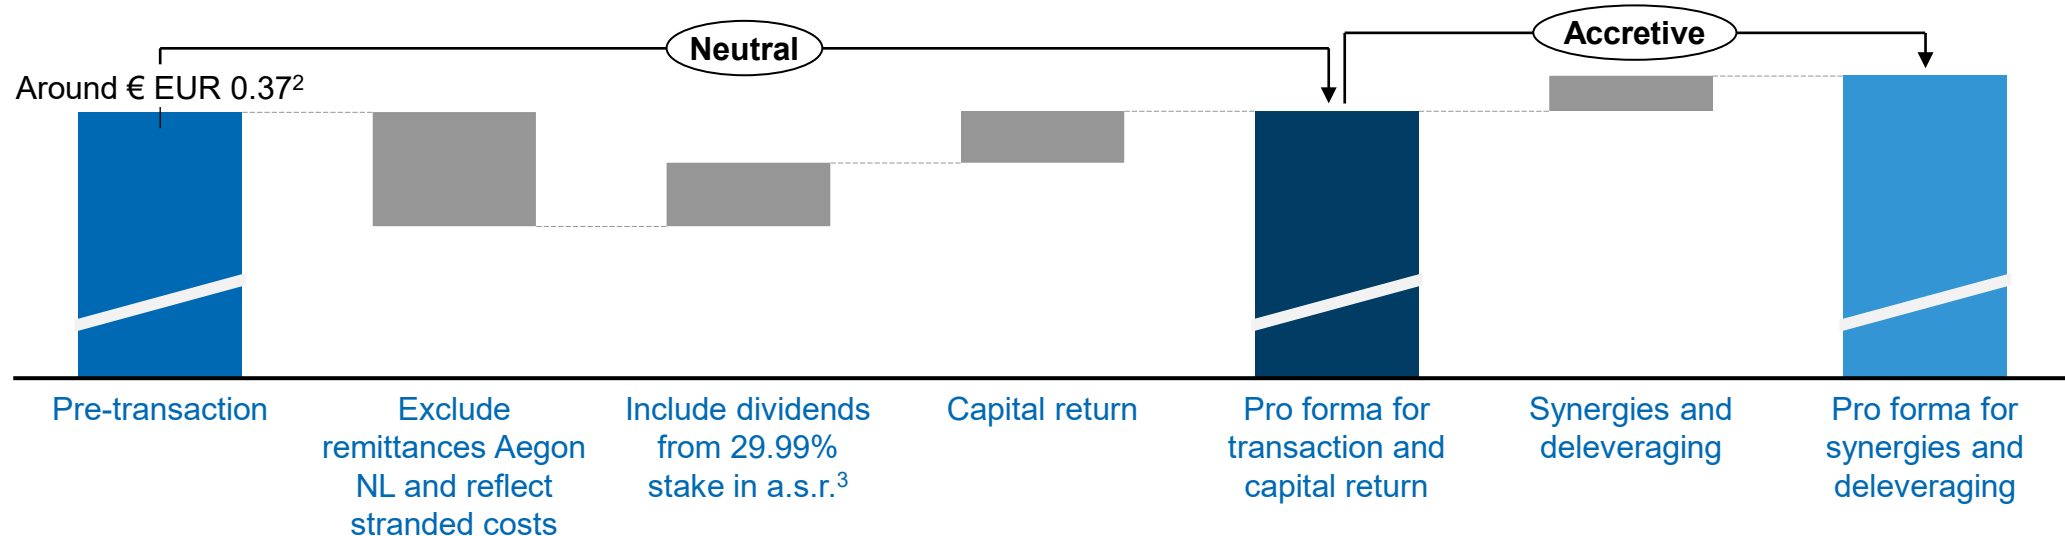 Neutral
Accretive
Around € EUR 0.37²
Pre-transaction
Exclude
remittances Aegon
NL and reflect
stranded costs
Include dividends
from 29.99%
stake in a.s.r.³
Capital return
Pro forma for
transaction and
capital return
Synergies and
deleveraging
Pro forma for
synergies and
deleveraging